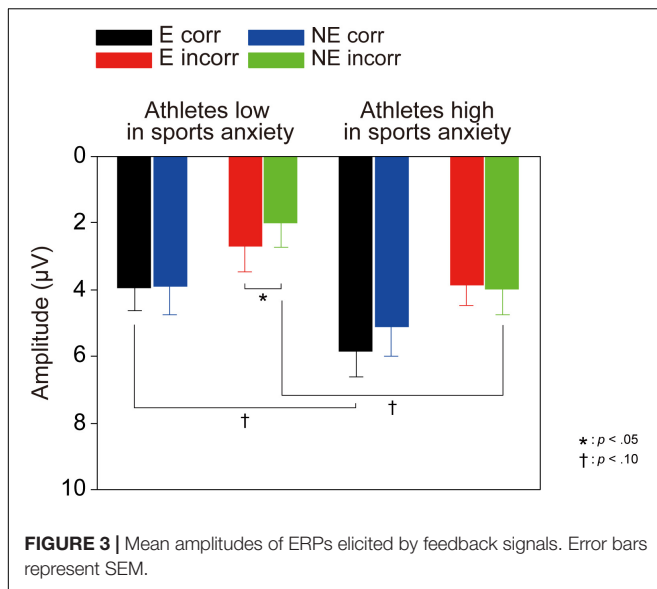 E corr NE corr
E incorr NE incorr
Athletes low
in sports anxiety
Athletes high
in sports anxiety
0
2
4
6
8
10
Amplitude (µV)
*
†
†
* : p < .05
† : p < .10
FIGURE 3 | Mean amplitudes of ERPs elicited by feedback signals. Error bars
represent SEM.